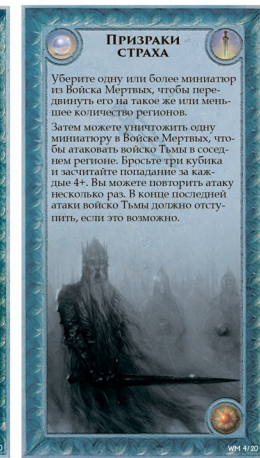 Призраки
страха
Уберите одну или более миниатюр
из Войска Мертвых, чтобы пере-
двинуть его на такое же или мень-
шее количество регионов.
Затем можете уничтожить одну
миниатюру в Войске Мертвых, что-
бы атаковать войско Тьмы в сосед-
нем регионе. Бросьте три кубика
и засчитайте попадание за каж-
дые 4+. Вы можете повторить атаку
несколько раз. В конце последней
атаки войско Тьмы должно отсту-
пить, если это возможно.
WM 4/20